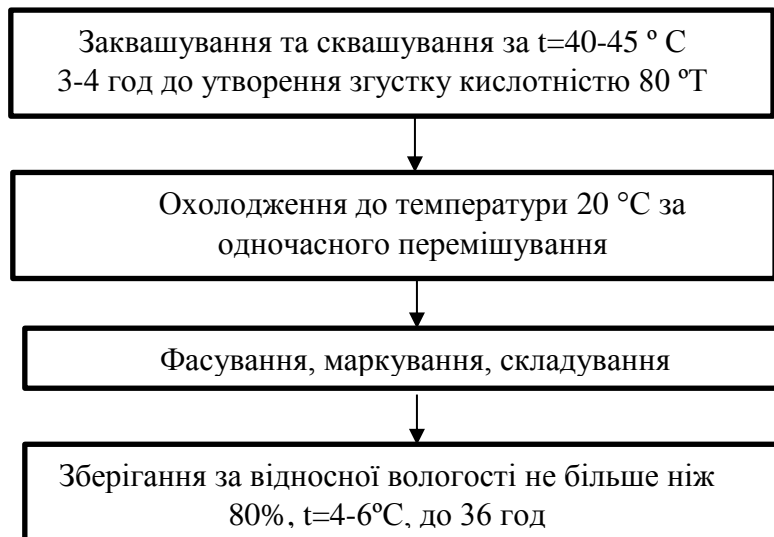 Заквашування та сквашування за t=40-45 º С
3-4 год до утворення згустку кислотністю 80 ºТ
Охолодження до температури 20 °С за
одночасного перемішування
Фасування, маркування, складування
Зберігання за відносної вологості не більше ніж
80%, t=4-6ºС, до 36 год